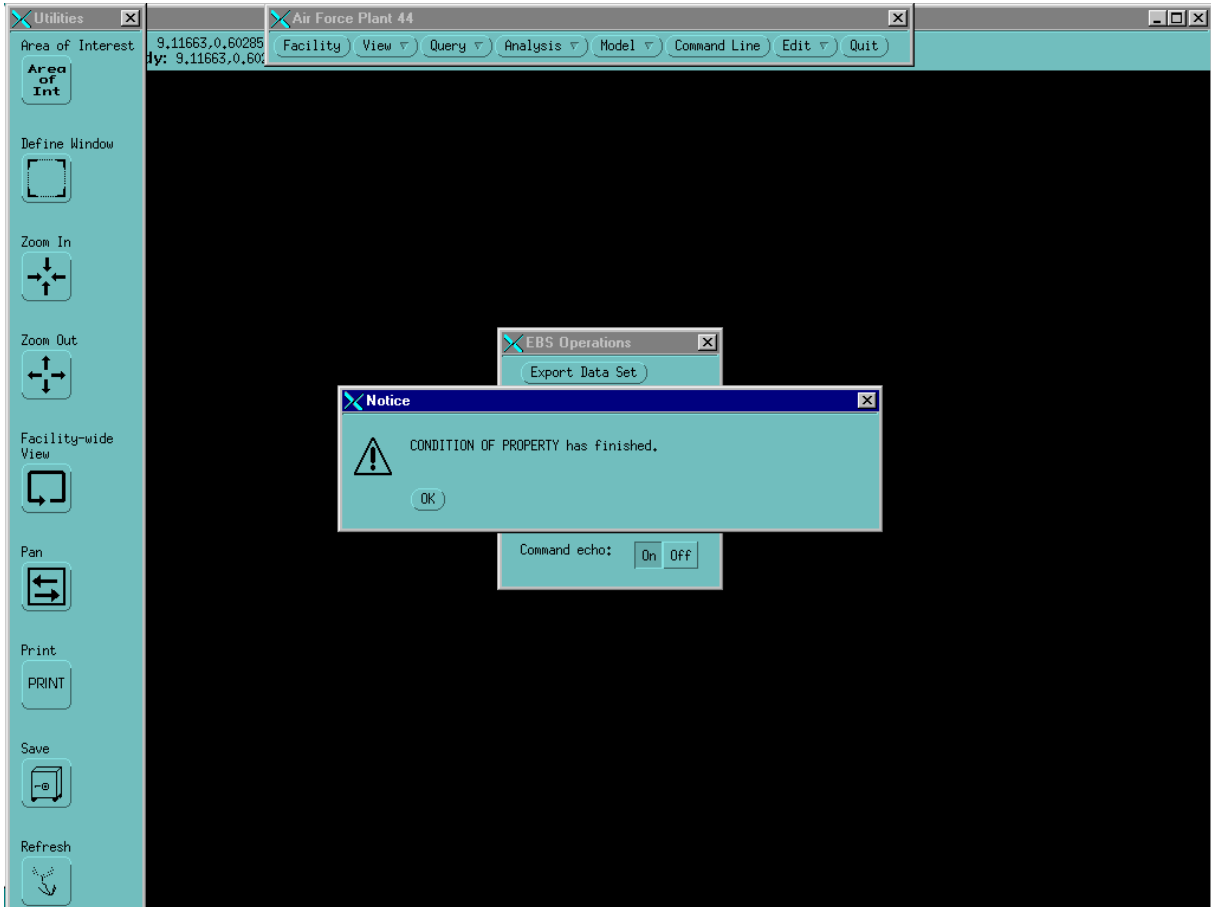 Utilities
Area of Interest
Area
of
Int
Define Window
Zoom In
Zoom Out
Facility-wide
View
Pan
Print
PRINT
Save
Refresh
9.11663,0.60285
dy: 9.11663,0.602
Air Force Plant 44
Facility View Query Analysis Model Command Line Edit Quit
EBS Operations
Export Data Set
Notice
CONDITION OF PROPERTY has finished.
OK
Command echo: On Off